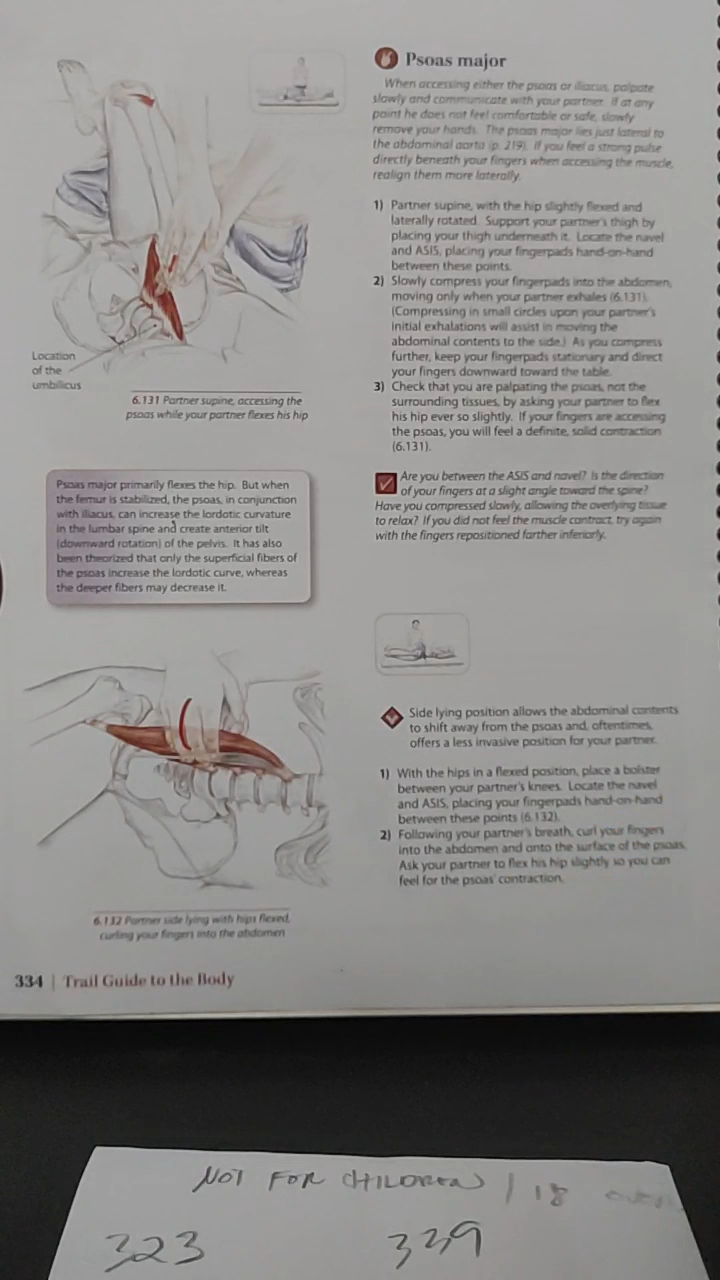 Psoas major
When accessing either the psoas or iliacus, palpate
slowly and communicate with your partner. If at any
point he does not feel comfortable or safe, slowly
remove your hands. The psoas major lies just lateral to
the abdominal aorta (p. 219). If you feel a strong pulse
directly beneath your fingers when accessing the muscle,
realign them more laterally.
1) Partner supine, with the hip slightly flexed and
laterally rotated. Support your partner's thigh by
placing your thigh underneath it. Locate the navel
and ASIS, placing your fingerpads hand-on-hand
between these points.
2) Slowly compress your fingerpads into the abdomen,
moving only when your partner exhales (6.131).
(Compressing in small circles upon your partner's
initial exhalations will assist in moving the
abdominal contents to the side.) As you compress
further, keep your fingerpads stationary and direct
your fingers downward toward the table.
3) Check that you are palpating the psoas, not the
surrounding tissues, by asking your partner to flex
his hip ever so slightly. If your fingers are accessing
the psoas, you will feel a definite, solid contraction
(6.131).
Location
of the
umbilicus
6.131 Partner supine, accessing the
psoas while your partner flexes his hip
Psoas major primarily flexes the hip. But when
the femur is stabilized, the psoas, in conjunction
with iliacus, can increase the lordotic curvature
in the lumbar spine and create anterior tilt
(downward rotation) of the pelvis. It has also
been theorized that only the superficial fibers of
the psoas increase the lordotic curve, whereas
the deeper fibers may decrease it.
Are you between the ASIS and navel? Is the direction
of your fingers at a slight angle toward the spine?
Have you compressed slowly, allowing the overlying tissue
to relax? If you did not feel the muscle contract, try again
with the fingers repositioned farther inferiorly.
Side lying position allows the abdominal contents
to shift away from the psoas and, oftentimes,
offers a less invasive position for your partner.
1) With the hips in a flexed position, place a bolster
between your partner's knees. Locate the navel
and ASIS, placing your fingerpads hand-on-hand
between these points (6.132).
2) Following your partner's breath, curl your fingers
into the abdomen and onto the surface of the psoas.
Ask your partner to flex his hip slightly so you can
feel for the psoas' contraction.
6.132 Partner side lying with hips flexed,
curling your fingers into the abdomen
334 | Trail Guide to the Body
NOT FOR CHILDREN / 18
323 339